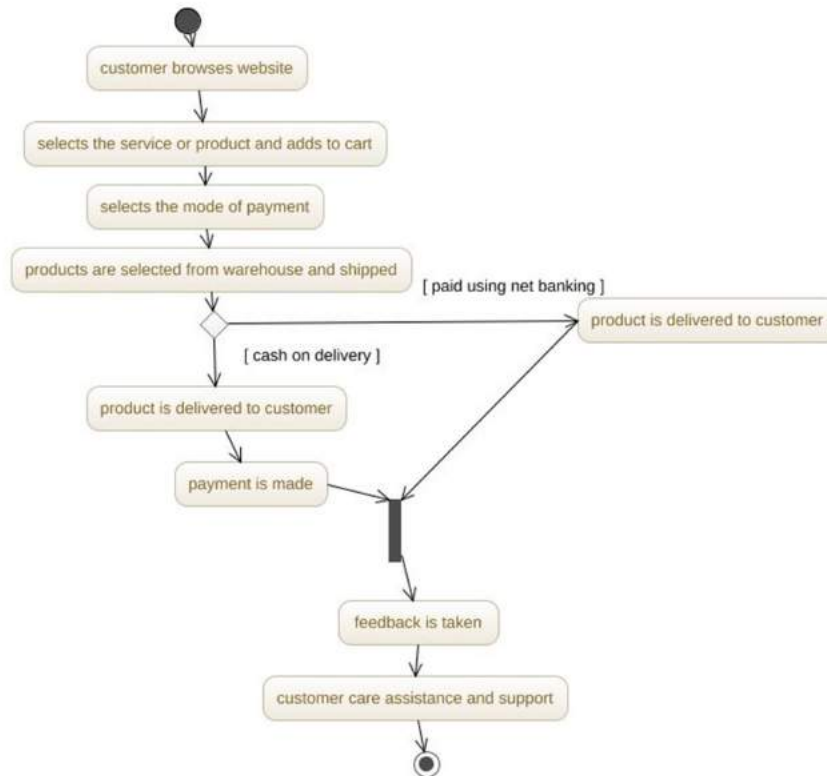 customer browses website
selects the service or product and adds to cart
selects the mode of payment
products are selected from warehouse and shipped
[ paid using net banking ]
product is delivered to customer
[ cash on delivery ]
product is delivered to customer
payment is made
feedback is taken
customer care assistance and support